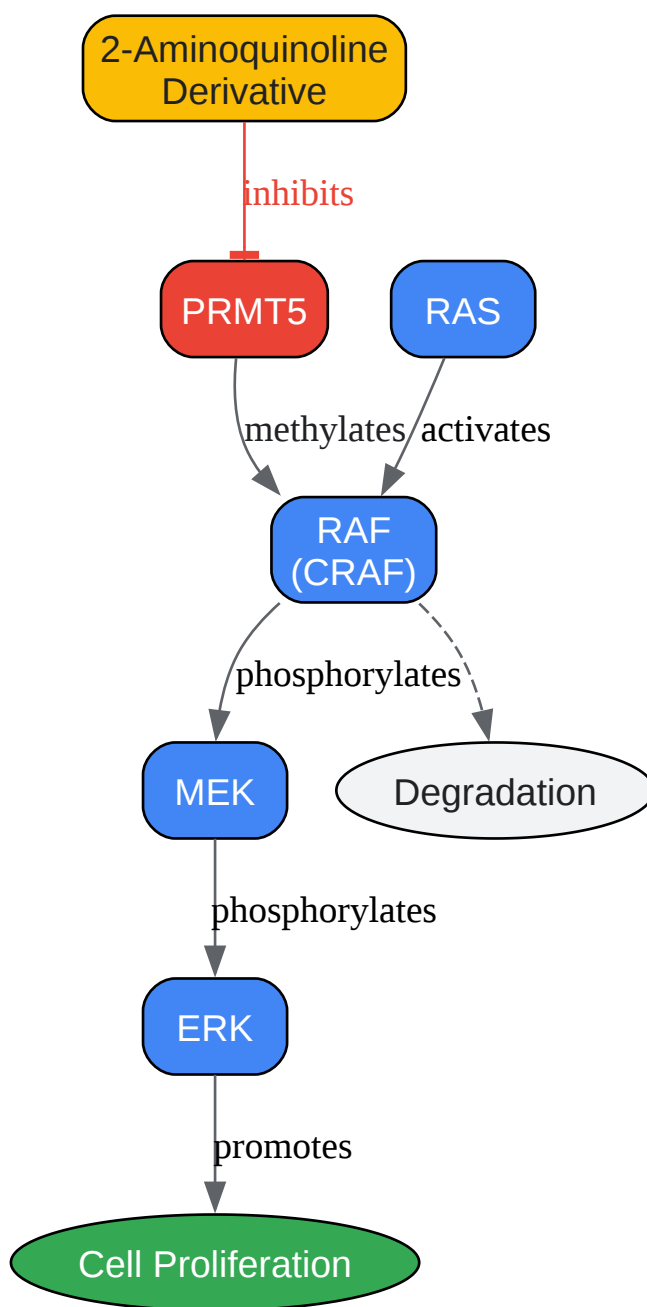 2-Aminoquinoline
Derivative
inhibits
PRMT5
RAS
methylates
activates
RAF
(CRAF)
phosphorylates
MEK
Degradation
phosphorylates
ERK
promotes
Cell Proliferation